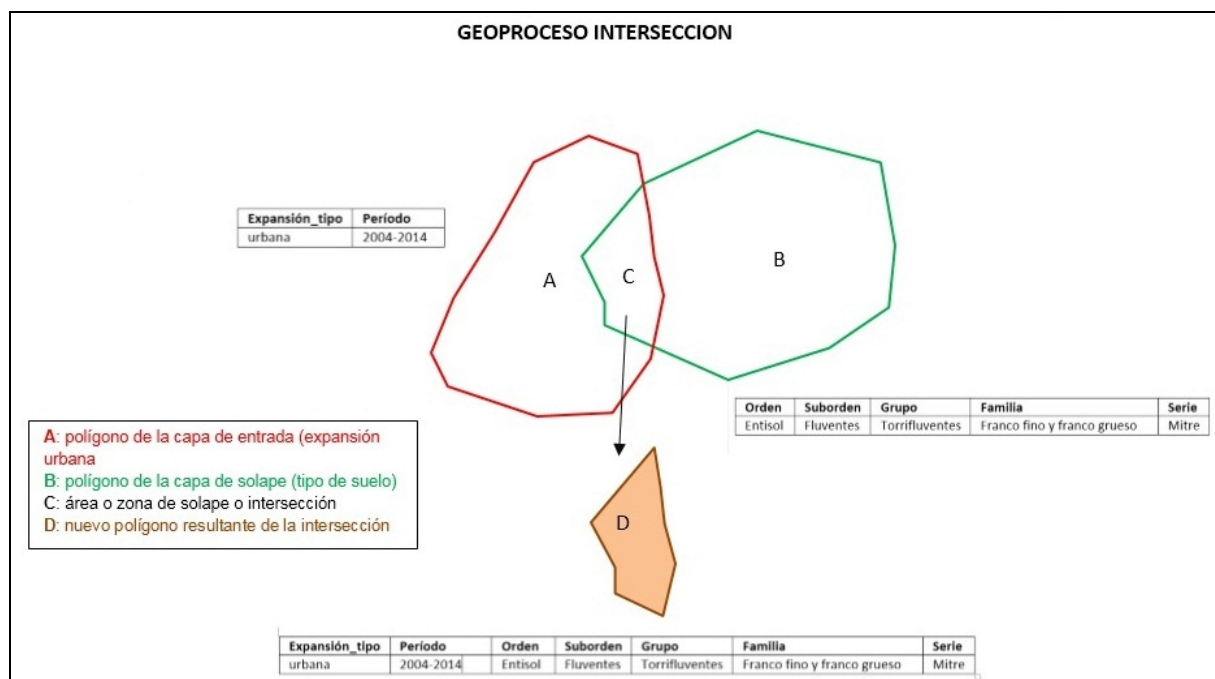 GEOPROCESO INTERSECCION
Expansión_tipo Período
urbana 2004-2014
A
C
B
Orden Suborden Grupo Familia Serie
Entisol Fluventes Torrifluventes Franco fino y franco grueso Mitre
A: polígono de la capa de entrada (expansión
urbana
B: polígono de la capa de solape (tipo de suelo)
C: área o zona de solape o intersección
D: nuevo polígono resultante de la intersección
D
Expansión_tipo Período Orden Suborden Grupo Familia Serie
urbana 2004-2014 Entisol Fluventes Torrifluventes Franco fino y franco grueso Mitre